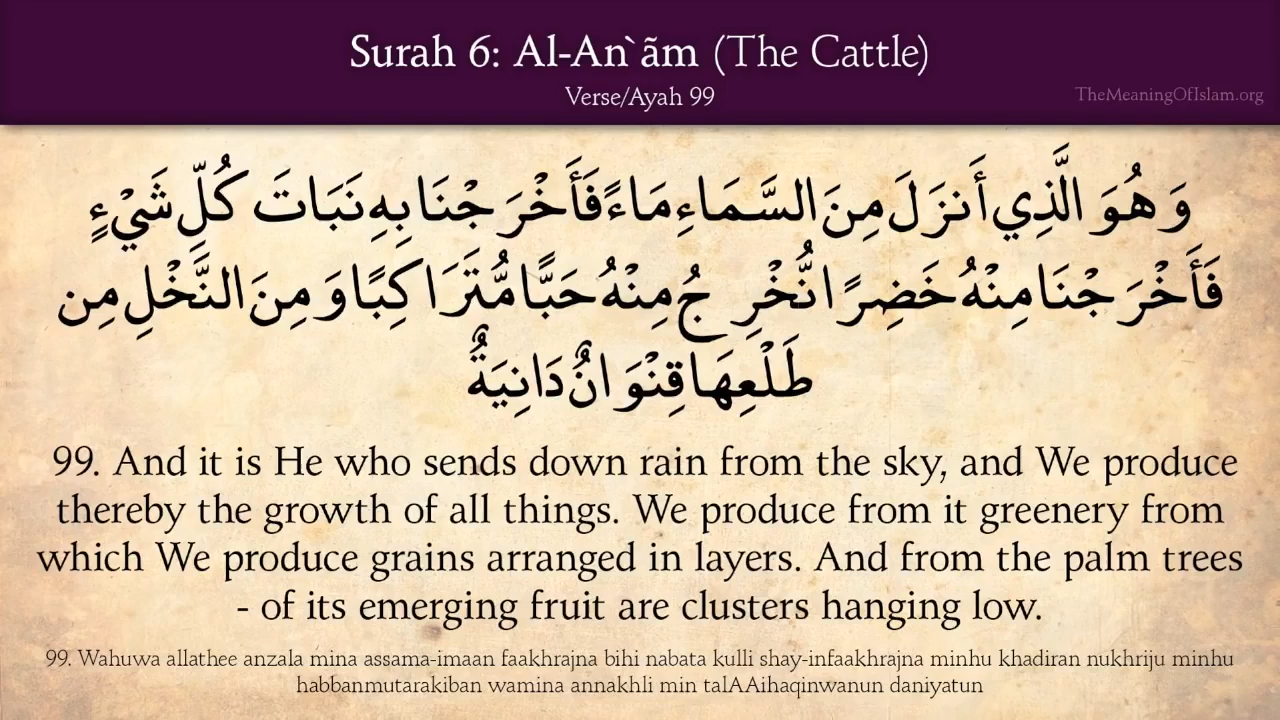 Surah 6: Al-An`ãm (The Cattle)
Verse/Ayah 99
TheMeaningOfIslam.org
وَهُوَ الَّذِي أَنزَلَ مِنَ السَّمَاءِ مَاءً فَأَخْرَجْنَا بِهِ نَبَاتَ كُلِّ شَيْءٍ
فَأَخْرَجْنَا مِنْهُ خَضِرًا نُّخْرِجُ مِنْهُ حَبًّا مُّتَرَاكِبًا وَمِنَ النَّخْلِ مِن
طَلْعِهَا قِنْوَانٌ دَانِيَةٌ
99. And it is He who sends down rain from the sky, and We produce
thereby the growth of all things. We produce from it greenery from
which We produce grains arranged in layers. And from the palm trees
- of its emerging fruit are clusters hanging low.
99. Wahuwa allathee anzala mina assama-imaan faakhrajna bihi nabata kulli shay-infaakhrajna minhu khadiran nukhriju minhu
habbanmutarakiban wamina annakhli min talAAihaqinwanun daniyatun